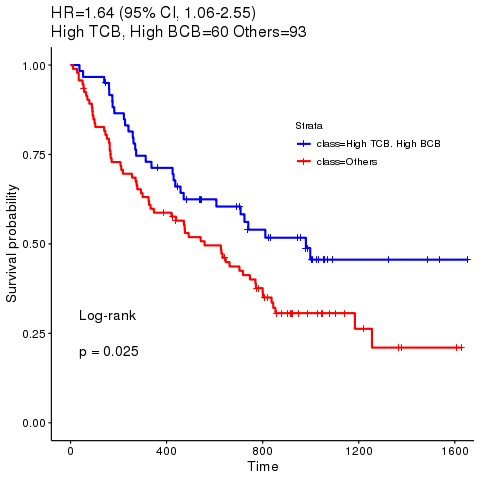 HR=1.64 (95% CI, 1.06-2.55)
High TCB, High BCB=60 Others=93
1.00
0.75
0.50
0.25
0.00
Survival probability
Strata
class=High TCB. High BCB
class=Others
Log-rank
p = 0.025
0 400 800 1200 1600
Time